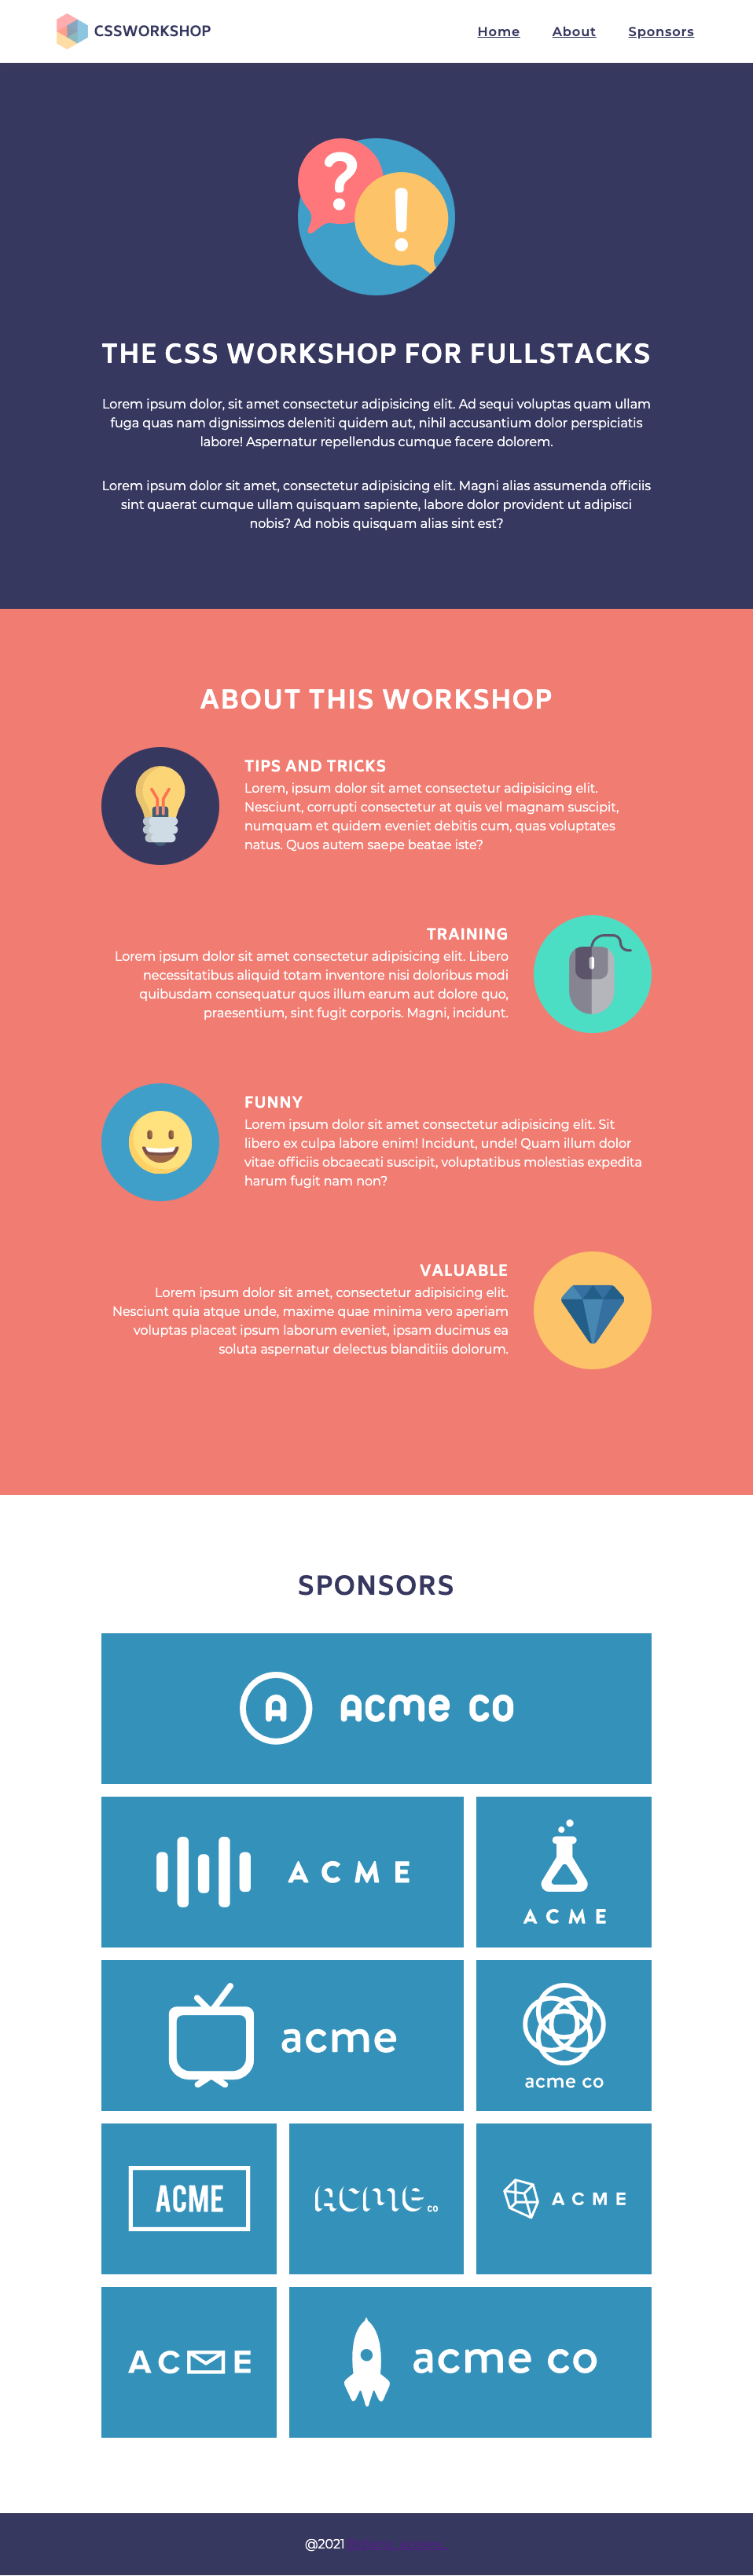 CSSWORKSHOP
Home About Sponsors
?
!
THE CSS WORKSHOP FOR FULLSTACKS
Lorem ipsum dolor, sit amet consectetur adipisicing elit. Ad sequi voluptas quam ullam
fuga quas nam dignissimos deleniti quidem aut, nihil accusantium dolor perspiciatis
labore! Aspernatur repellendus cumque facere dolorem.
Lorem ipsum dolor sit amet, consectetur adipisicing elit. Magni alias assumenda officiis
sint quaerat cumque ullam quisquam sapiente, labore dolor provident ut adipisci
nobis? Ad nobis quisquam alias sint est?
ABOUT THIS WORKSHOP
TIPS AND TRICKS
Lorem, ipsum dolor sit amet consectetur adipisicing elit.
Nesciunt, corrupti consectetur at quis vel magnam suscipit,
numquam et quidem eveniet debitis cum, quas voluptates
natus. Quos autem saepe beatae iste?
TRAINING
Lorem ipsum dolor sit amet consectetur adipisicing elit. Libero
necessitatibus aliquid totam inventore nisi doloribus modi
quibusdam consequatur quos illum earum aut dolore quo,
praesentium, sint fugit corporis. Magni, incidunt.
FUNNY
Lorem ipsum dolor sit amet consectetur adipisicing elit. Sit
libero ex culpa labore enim! Incidunt, unde! Quam illum dolor
vitae officiis obcaecati suscipit, voluptatibus molestias expedita
harum fugit nam non?
VALUABLE
Lorem ipsum dolor sit amet, consectetur adipisicing elit.
Nesciunt quia atque unde, maxime quae minima vero aperiam
voluptas placeat ipsum laborum eveniet, ipsam ducimus ea
soluta aspernatur delectus blanditiis dolorum.
SPONSORS
A acme co
ACME
ACME
acme
acme co
ACME
ACME co
ACME
ACME
acme co
@2021